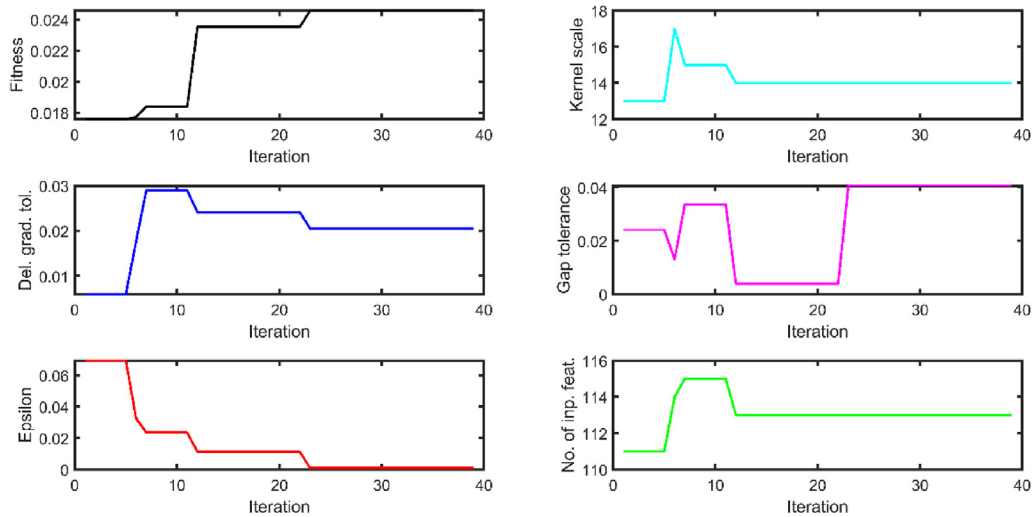 0.024
0.022
0.02
0.018
Fitness
0 10 20 30 40
Iteration
18
16
14
12
Kernel scale
0 10 20 30 40
Iteration
0.03
0.02
0.01
Del. grad. tol.
0 10 20 30 40
Iteration
0.04
0.02
0
Gap tolerance
0 10 20 30 40
Iteration
0.06
0.04
0.02
0
Epsilon
0 10 20 30 40
Iteration
116
114
112
110
No. of inp. feat.
0 10 20 30 40
Iteration